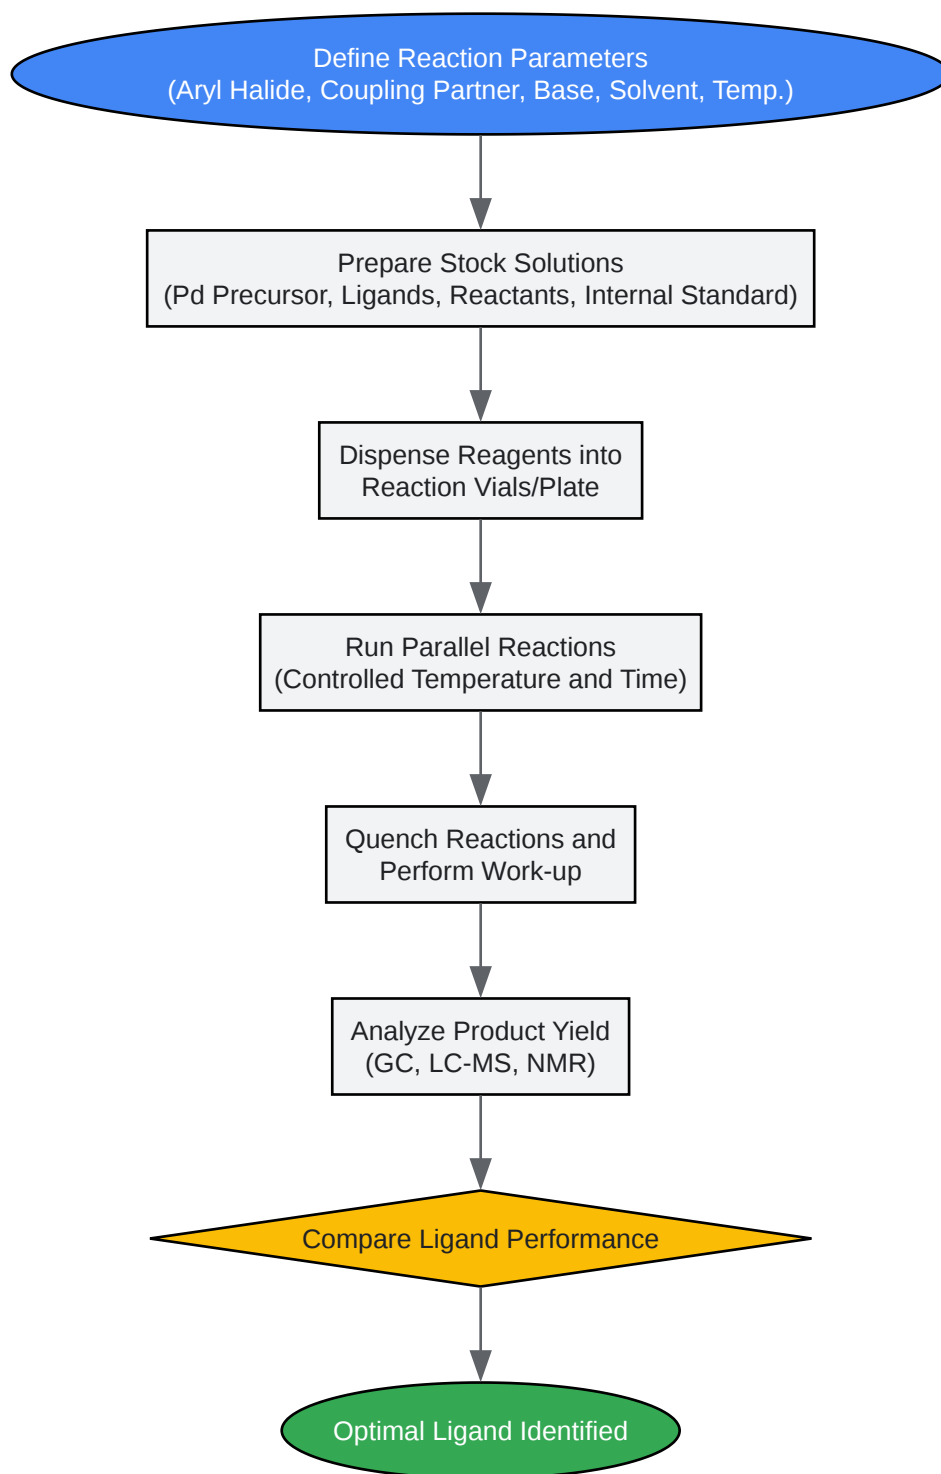 Define Reaction Parameters
(Aryl Halide, Coupling Partner, Base, Solvent, Temp.)
Prepare Stock Solutions
(Pd Precursor, Ligands, Reactants, Internal Standard)
Dispense Reagents into
Reaction Vials/Plate
Run Parallel Reactions
(Controlled Temperature and Time)
Quench Reactions and
Perform Work-up
Analyze Product Yield
(GC, LC-MS, NMR)
Compare Ligand Performance
Optimal Ligand Identified